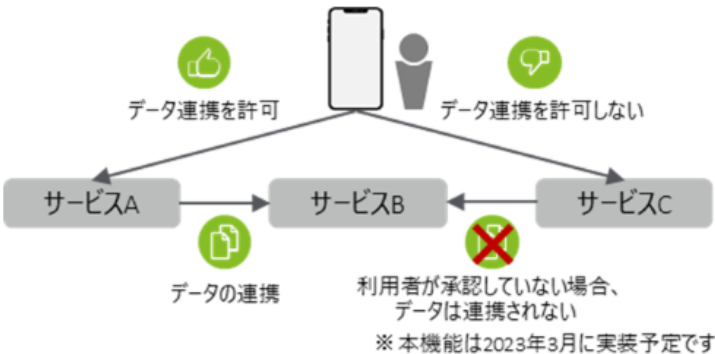 データ連携を許可
データ連携を許可しない
サービスA
サービスB
サービスC
データの連携
利用者が承認していない場合、
データは連携されない
※本機能は2023年3月に実装予定です